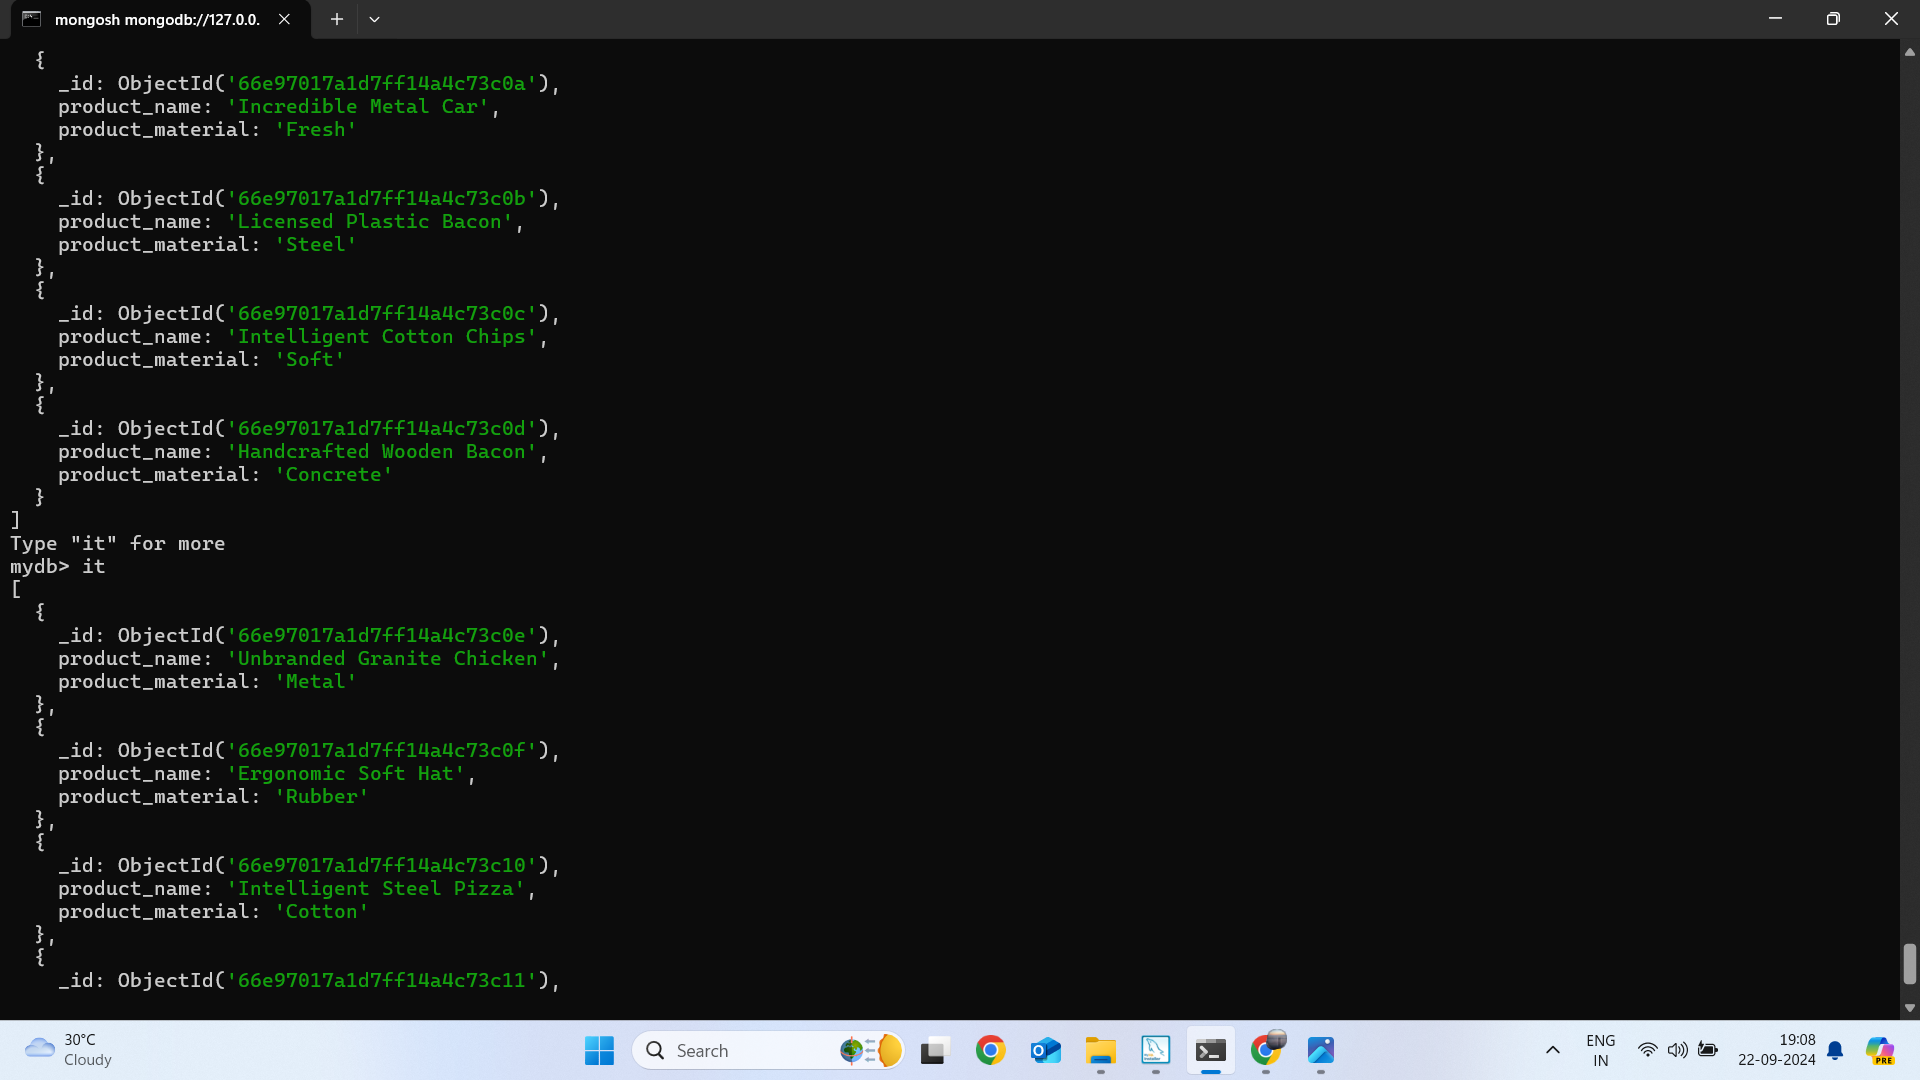 mongosh mongodb://127.0.0.
  {
    _id: ObjectId('66e97017a1d7ff14a4c73c0a'),
    product_name: 'Incredible Metal Car',
    product_material: 'Fresh'
  },
  {
    _id: ObjectId('66e97017a1d7ff14a4c73c0b'),
    product_name: 'Licensed Plastic Bacon',
    product_material: 'Steel'
  },
  {
    _id: ObjectId('66e97017a1d7ff14a4c73c0c'),
    product_name: 'Intelligent Cotton Chips',
    product_material: 'Soft'
  },
  {
    _id: ObjectId('66e97017a1d7ff14a4c73c0d'),
    product_name: 'Handcrafted Wooden Bacon',
    product_material: 'Concrete'
  }
]
Type "it" for more
mydb> it
[
  {
    _id: ObjectId('66e97017a1d7ff14a4c73c0e'),
    product_name: 'Unbranded Granite Chicken',
    product_material: 'Metal'
  },
  {
    _id: ObjectId('66e97017a1d7ff14a4c73c0f'),
    product_name: 'Ergonomic Soft Hat',
    product_material: 'Rubber'
  },
  {
    _id: ObjectId('66e97017a1d7ff14a4c73c10'),
    product_name: 'Intelligent Steel Pizza',
    product_material: 'Cotton'
  },
  {
    _id: ObjectId('66e97017a1d7ff14a4c73c11'),
30°C
Cloudy
Search
ENG
IN
19:08
22-09-2024
PRE